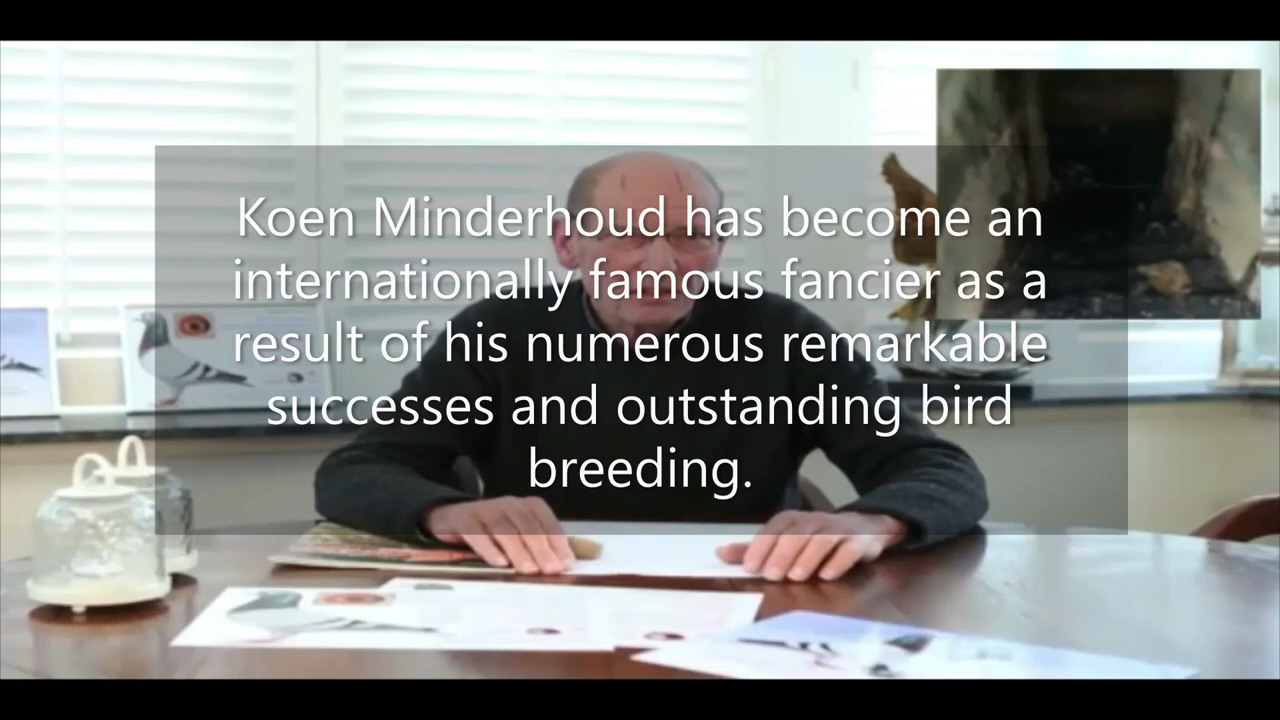 Koen Minderhoud has become an
internationally famous fancier as a
result of his numerous remarkable
successes and outstanding bird
breeding.